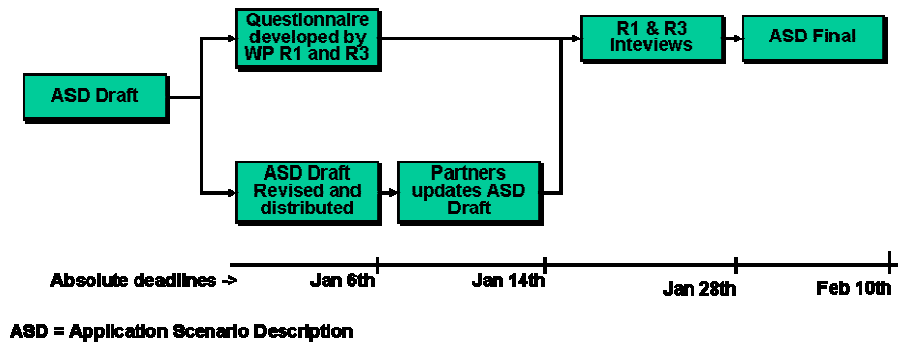 Questionnaire
developed by
WP R1 and R3
R1 & R3
Inteviews
ASD Final
ASD Draft
ASD Draft
Revised and
distributed
Partners
updates ASD
Draft
Absolute deadlines ->
Jan 6th
Jan 14th
Jan 28th
Feb 10th
ASD = Application Scenario Description